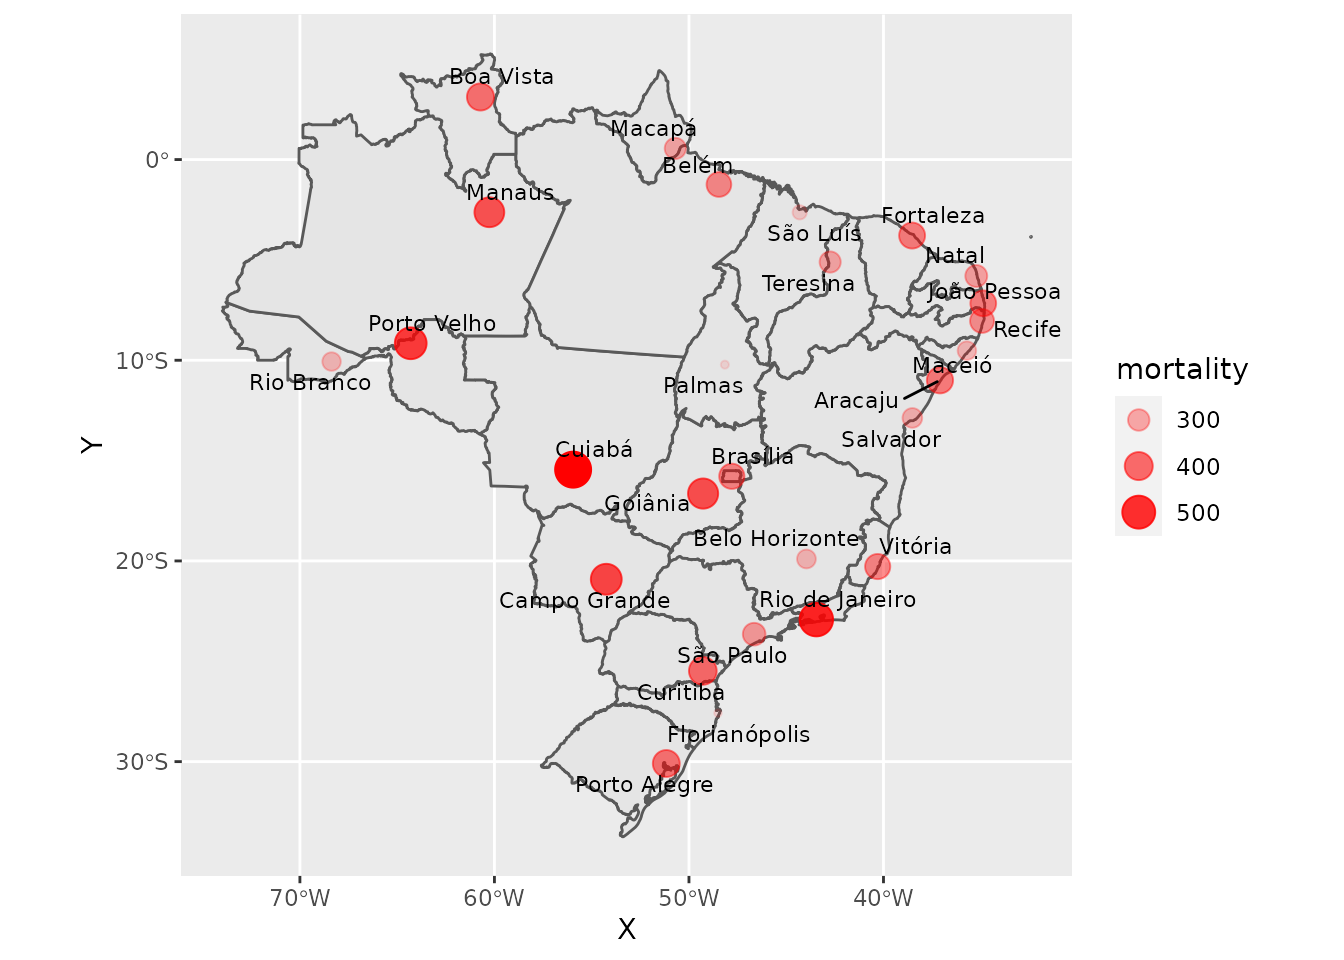 Boa Vista
Macapá
Belém
Manaus
São Luís
Fortaleza
Teresina
Natal
João Pessoa
Recife
Porto Velho
Rio Branco
Palmas
Maceió
Aracaju
Salvador
Cuiabá
Brasília
Goiânia
Belo Horizonte
Vitória
Campo Grande
Rio de Janeiro
São Paulo
Curitiba
Florianópolis
Porto Alegre
0°
10°S
20°S
30°S
70°W
60°W
50°W
40°W
X
Y
mortality
300
400
500